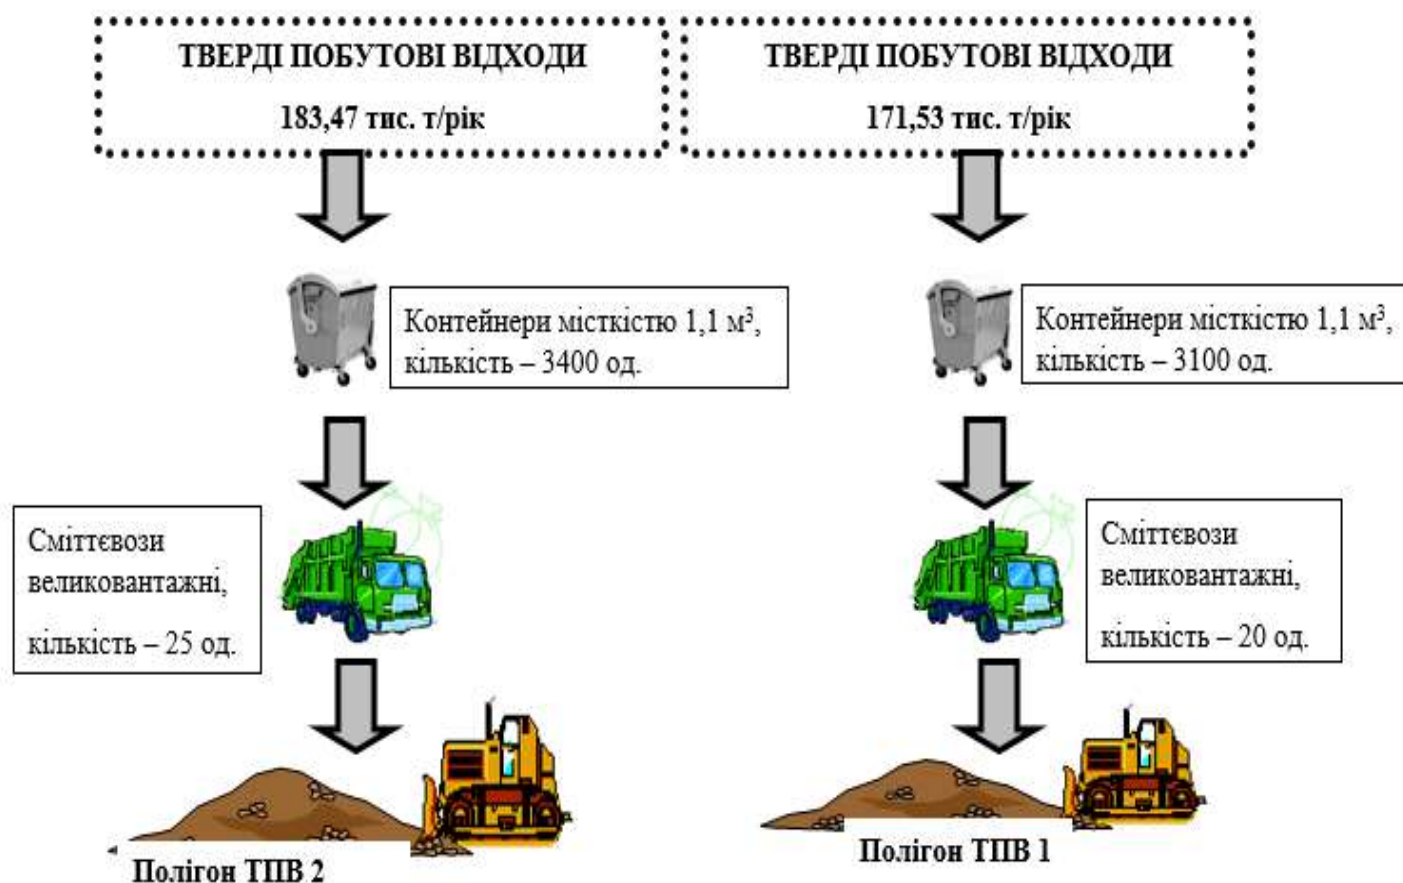 ТВЕРДІ ПОБУТОВІ ВІДХОДИ
183,47 тис. т/рік
ТВЕРДІ ПОБУТОВІ ВІДХОДИ
171,53 тис. т/рік
Контейнери місткістю 1,1 м³,
кількість – 3400 од.
Контейнери місткістю 1,1 м³,
кількість – 3100 од.
Сміттєвози
великовантажні,
кількість – 25 од.
Сміттєвози
великовантажні,
кількість – 20 од.
Полігон ТПВ 2
Полігон ТПВ 1